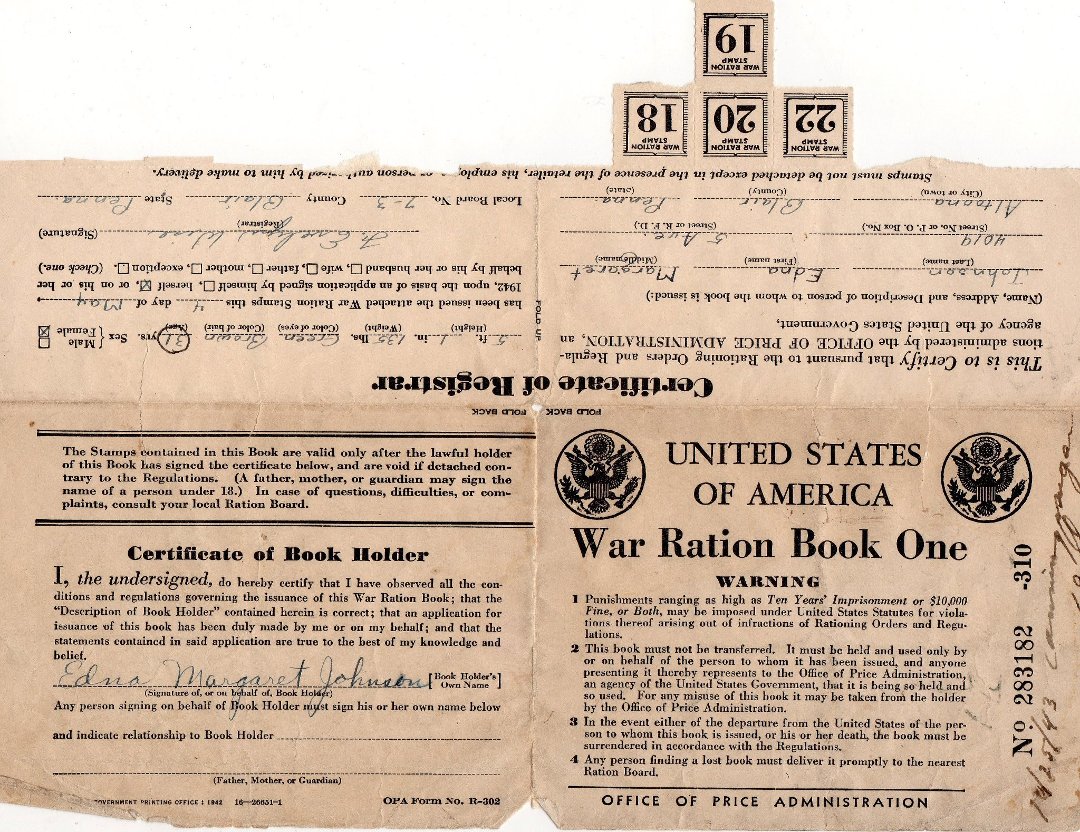 19
WAR RATION
STAMP
18
WAR RATION
STAMP
20
WAR RATION
STAMP
22
WAR RATION
STAMP
Certificate of Registrar
This is to Certify that pursuant to the Rationing Orders and Regula-
tions administered by the OFFICE OF PRICE ADMINISTRATION, an
agency of the United States Government,
(Name, Address, and Description of person to whom the book is issued:)
Johnson Edna Margaret
(Last name) (First name) (Middle name)
4014 5 Ave.
(Street No. or P. O. Box No.) (Street or R. F. D.)
Altoona Blair Penna
(City or town) (County) (State)
5 ft. 1 in. 135 lbs. Green Brown 31 yrs. Sex { Male Female
(Height) (Weight) (Color of eyes) (Color of hair) (Age)
has been issued the attached War Ration Stamps this 4 day of May
1942, upon the basis of an application signed by himself ☐, herself ☒, or on his or her
behalf by his or her husband ☐, wife ☐, father ☐, mother ☐, exception ☐. (Check one.)
(Signature)
(Registrar)
Local Board No. 7-3 County Blair State Penna.
Stamps must not be detached except in the presence of the retailer, his employee, or person authorized by him to make delivery.
FOLD UP
FOLD BACK
FOLD BACK
The Stamps contained in this Book are valid only after the lawful holder
of this Book has signed the certificate below, and are void if detached con-
trary to the Regulations. (A father, mother, or guardian may sign the
name of a person under 18.) In case of questions, difficulties, or com-
plaints, consult your local Ration Board.
Certificate of Book Holder
I, the undersigned, do hereby certify that I have observed all the con-
ditions and regulations governing the issuance of this War Ration Book; that the
“Description of Book Holder” contained herein is correct; that an application for
issuance of this book has been duly made by me or on my behalf; and that the
statements contained in said application are true to the best of my knowledge and
belief.
Edna Margaret Johnson [Book Holder's Own Name]
(Signature of, or on behalf of, Book Holder)
Any person signing on behalf of Book Holder must sign his or her own name below
and indicate relationship to Book Holder
(Father, Mother, or Guardian)
GOVERNMENT PRINTING OFFICE : 1942 16—26651-1 OPA Form No. R-302
UNITED STATES
OF AMERICA
War Ration Book One
WARNING
1 Punishments ranging as high as Ten Years' Imprisonment or $10,000
Fine, or Both, may be imposed under United States Statutes for viola-
tions thereof arising out of infractions of Rationing Orders and Regu-
lations.
2 This book must not be transferred. It must be held and used only by
or on behalf of the person to whom it has been issued, and anyone
presenting it thereby represents to the Office of Price Administration,
an agency of the United States Government, that it is being so held and
so used. For any misuse of this book it may be taken from the holder
by the Office of Price Administration.
3 In the event either of the departure from the United States of the per-
son to whom this book is issued, or his or her death, the book must be
surrendered in accordance with the Regulations.
4 Any person finding a lost book must deliver it promptly to the nearest
Ration Board.
OFFICE OF PRICE ADMINISTRATION
No 283182 -310
canning sugar